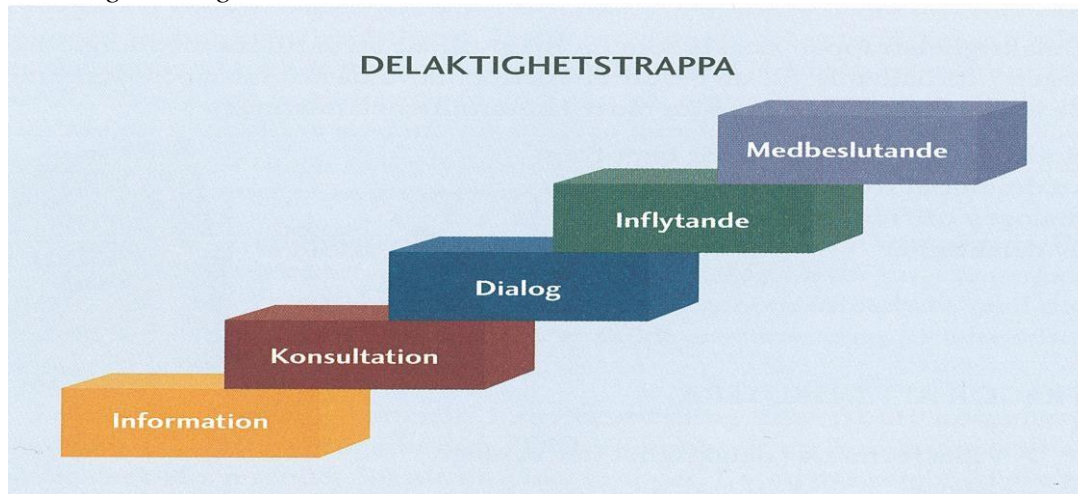 DELAKTIGHETSTRAPPA
Medbeslutande
Inflytande
Dialog
Konsultation
Information